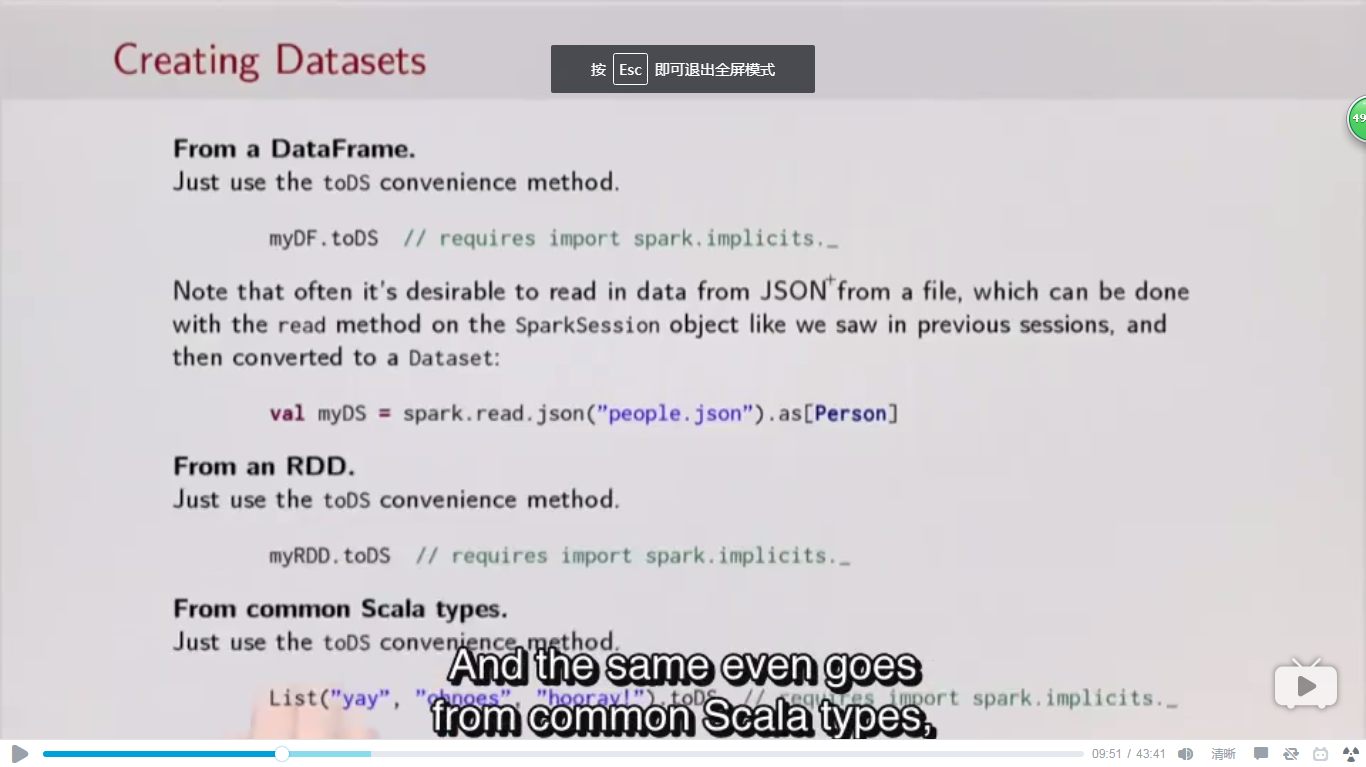 Creating Datasets
按 Esc 即可退出全屏模式
49
From a DataFrame.
Just use the toDS convenience method.
myDF.toDS // requires import spark.implicits._
Note that often it's desirable to read in data from JSON from a file, which can be done
with the read method on the SparkSession object like we saw in previous sessions, and
then converted to a Dataset:
val myDS = spark.read.json("people.json").as[Person]
From an RDD.
Just use the toDS convenience method.
myRDD.toDS // requires import spark.implicits._
From common Scala types.
Just use the toDS convenience method.
List("yay", "ohnoes", "hooray!").toDS // requires import spark.implicits._
And the same even goes
from common Scala types,
09:51 / 43:41 清晰